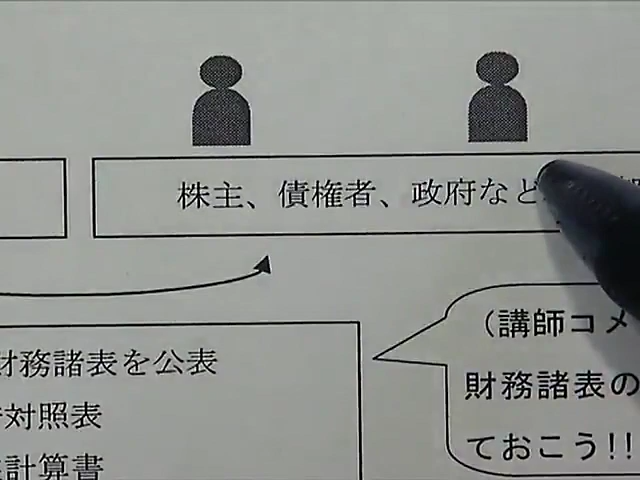 株主、債権者、政府など
（講師コメ
財務諸表を公表
財務諸表の
対照表
ておこう!!
計算書